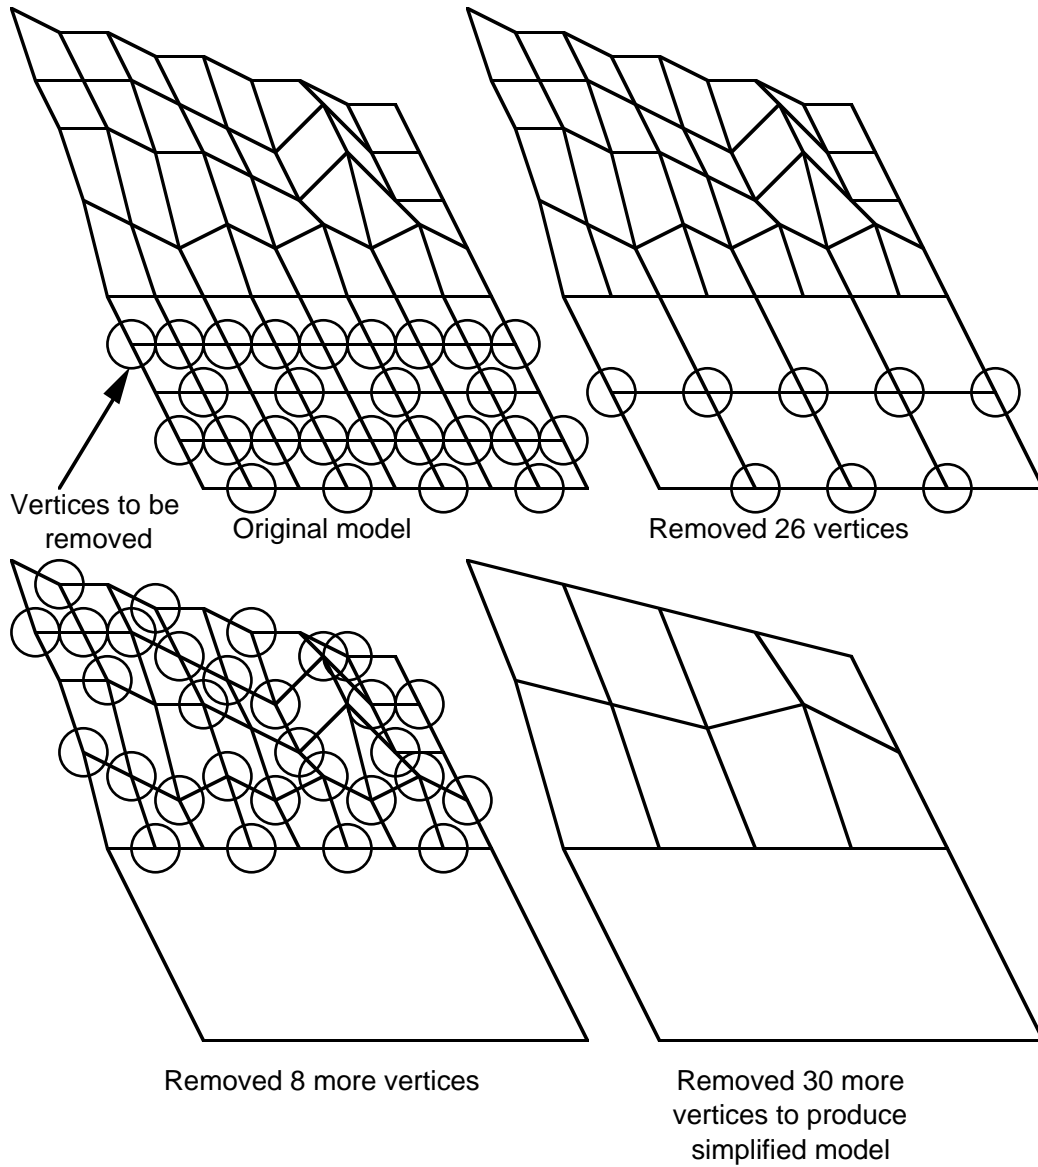 Vertices to be
removed
Original model
Removed 26 vertices
Removed 8 more vertices
Removed 30 more
vertices to produce
simplified model